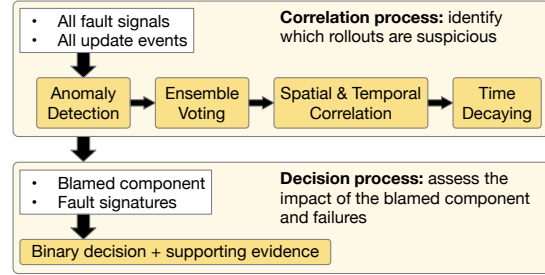 • All fault signals
• All update events
Correlation process: identify
which rollouts are suspicious
Anomaly
Detection
Ensemble
Voting
Spatial & Temporal
Correlation
Time
Decaying
• Blamed component
• Fault signatures
Decision process: assess the
impact of the blamed component
and failures
Binary decision + supporting evidence